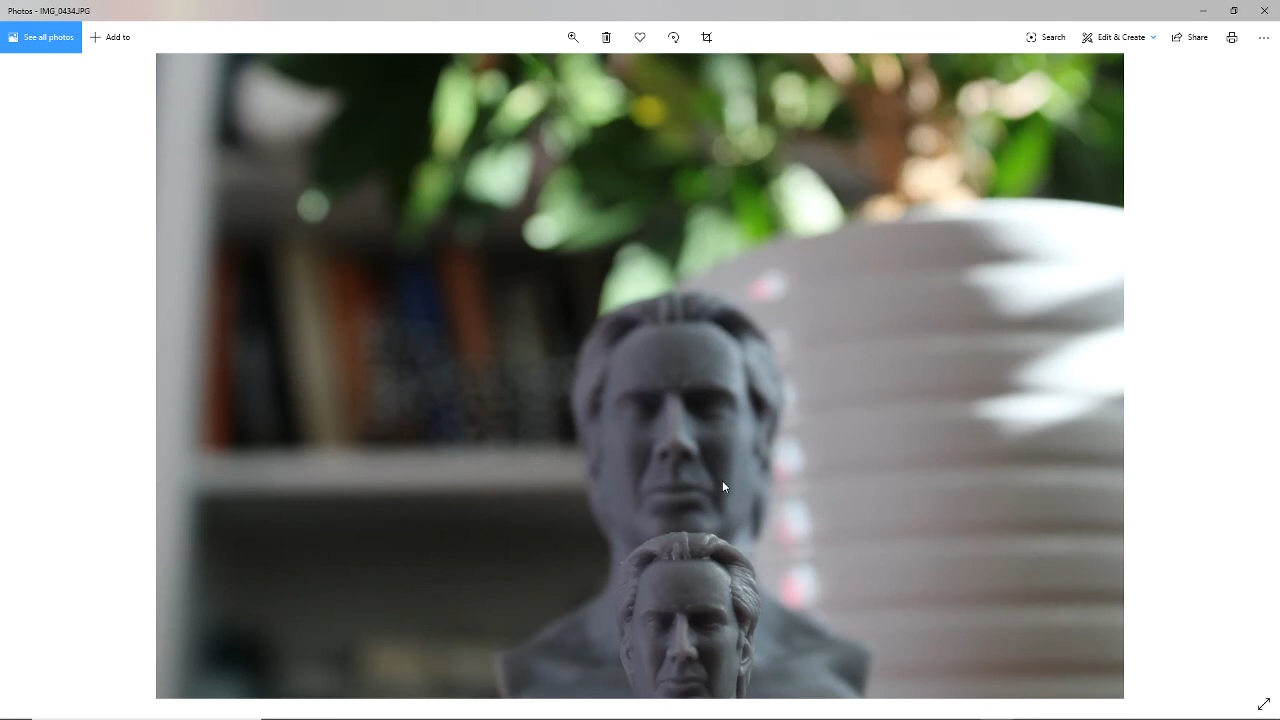 Photos - IMG_0434.JPG
See all photos
Add to
Search
Edit & Create
Share